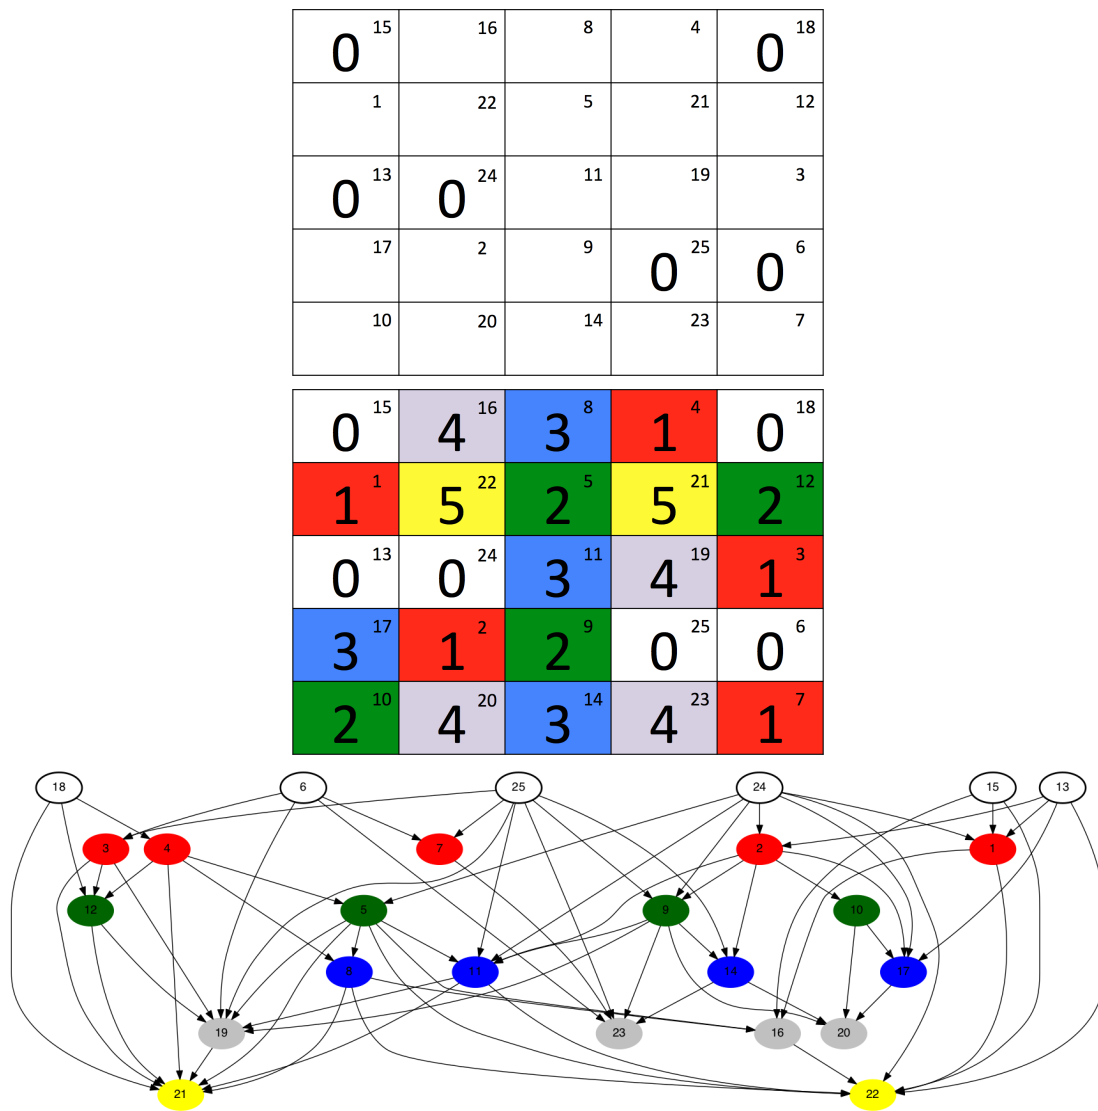 0 15 16 8 4 0 18
1 22 5 21 12
0 13 0 24 11 19 3
17 2 9 0 25 0 6
10 20 14 23 7
0 15 4 16 3 8 1 4 0 18
1 1 5 22 2 5 5 21 2 12
0 13 0 24 3 11 4 19 1 3
3 17 1 2 2 9 0 25 0 6
2 10 4 20 3 14 4 23 1 7
18 6 25 24 15 13
3 4 7 2 1
12 5 9 10
8 11 14 17
19 23 16 20
21 22